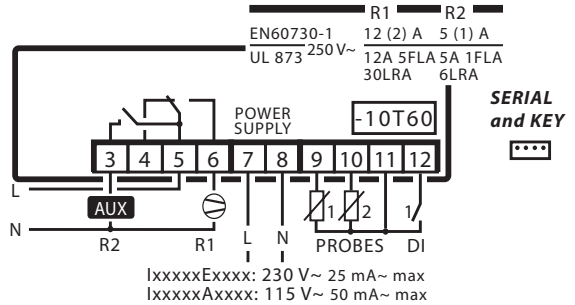 R1 R2
EN60730-1 250 V~ 12 (2) A 5 (1) A
UL 873 12A 5FLA 5A 1FLA
30LRA 6LRA
SERIAL
and KEY
POWER
SUPPLY
-10T60
3 4 5 6 7 8 9 10 11 12
L
AUX
1 2 1
N
R2 R1 L N PROBES DI
IxxxxxExxxx: 230 V~ 25 mA~ max
IxxxxxAxxxx: 115 V~ 50 mA~ max